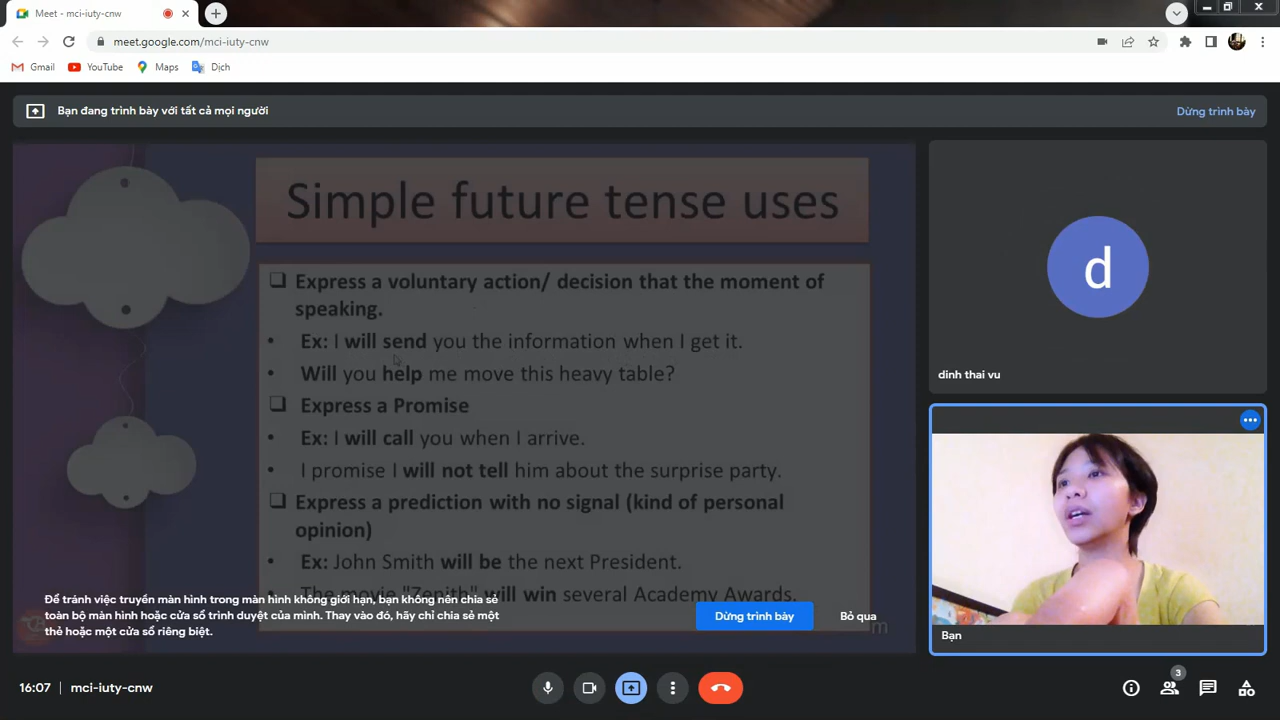 Meet - mci-iuty-cnw
meet.google.com/mci-iuty-cnw
Gmail YouTube Maps Dịch
Bạn đang trình bày với tất cả mọi người
Dừng trình bày
Simple future tense uses
Express a voluntary action/ decision that the moment of
speaking.
Ex: I will send you the information when I get it.
Will you help me move this heavy table?
Express a Promise
Ex: I will call you when I arrive.
I promise I will not tell him about the surprise party.
Express a prediction with no signal (kind of personal
opinion)
Ex: John Smith will be the next President.
The movie "Zenith" will win several Academy Awards.
Để tránh việc truyền màn hình trong màn hình không giới hạn, bạn không nên chia sẻ
toàn bộ màn hình hoặc cửa sổ trình duyệt của mình. Thay vào đó, hãy chỉ chia sẻ một
thẻ hoặc một cửa sổ riêng biệt.
Dừng trình bày
Bỏ qua
d
dinh thai vu
Bạn
16:07 | mci-iuty-cnw
3